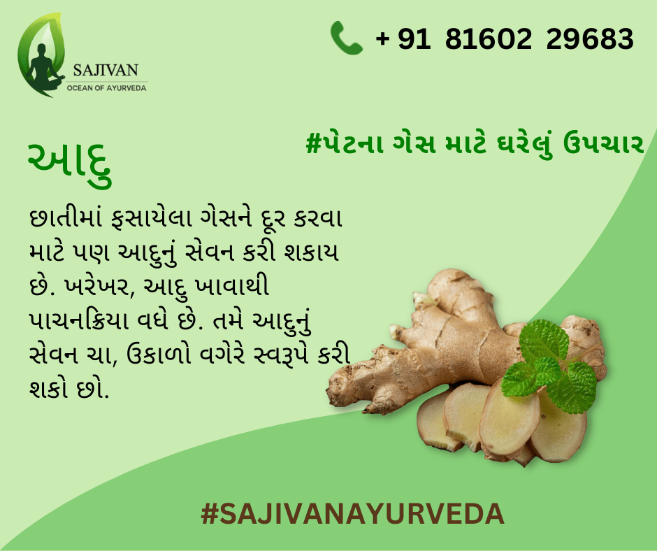 + 91 81602 29683
SAJIVAN
OCEAN OF AYURVEDA
#પેટના ગેસ માટે ઘરેલું ઉપચાર
આદુ
છાતીમાં ફસાયેલા ગેસને દૂર કરવા
માટે પણ આદુનું સેવન કરી શકાય
છે. ખરેખર, આદુ ખાવાથી
પાચનક્રિયા વધે છે. તમે આદુનું
સેવન ચા, ઉકાળો વગેરે સ્વરૂપે કરી
શકો છો.
#SAJIVANAYURVEDA